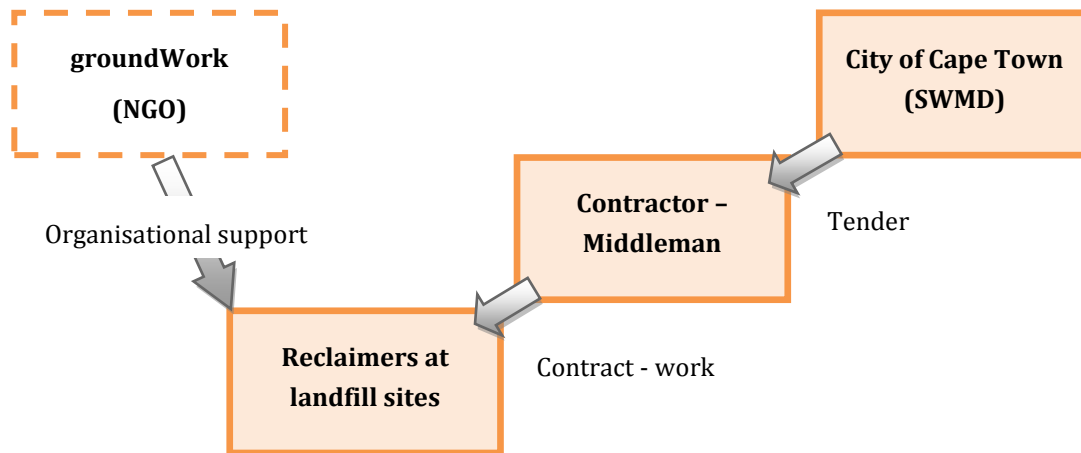 groundWork
(NGO)
City of Cape Town
(SWMD)
Contractor –
Middleman
Tender
Organisational support
Reclaimers at
landfill sites
Contract - work